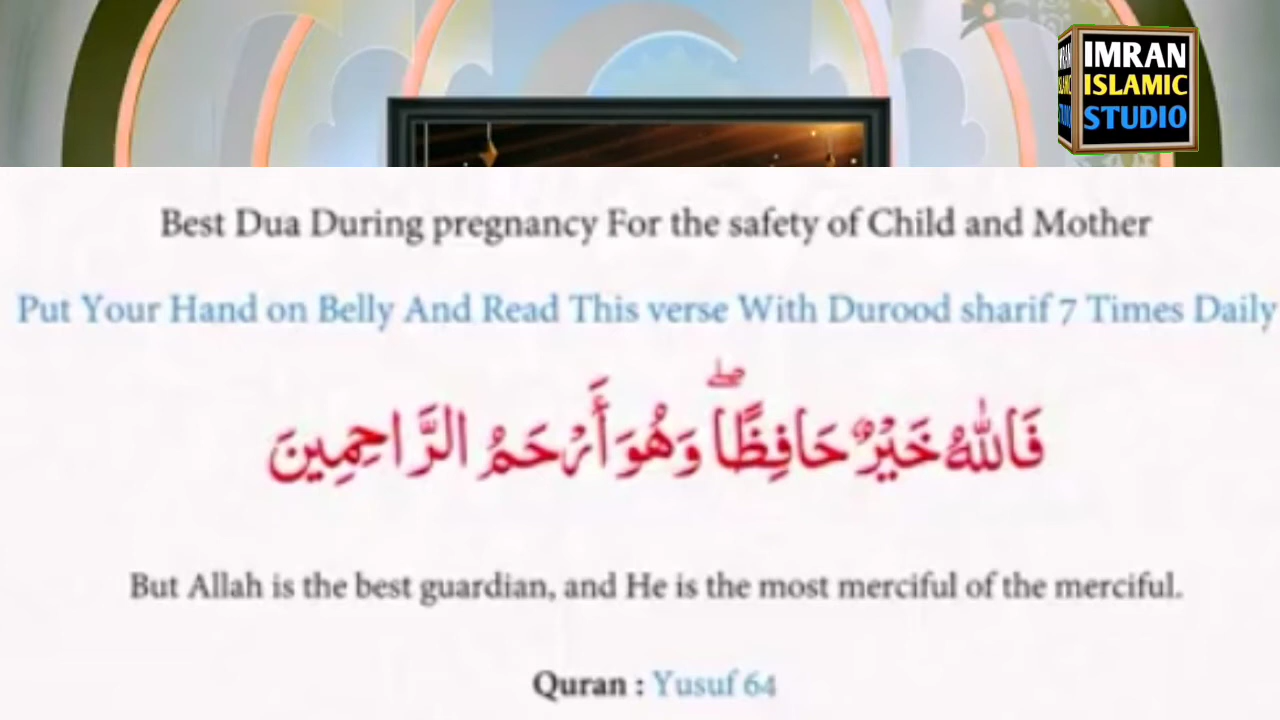 IMRAN
ISLAMIC
STUDIO
Best Dua During pregnancy For the safety of Child and Mother
Put Your Hand on Belly And Read This verse With Durood sharif 7 Times Daily
فَاللَّهُ خَيْرٌ حَافِظًا ۖ وَهُوَ أَرْحَمُ الرَّاحِمِينَ
But Allah is the best guardian, and He is the most merciful of the merciful.
Quran : Yusuf 64